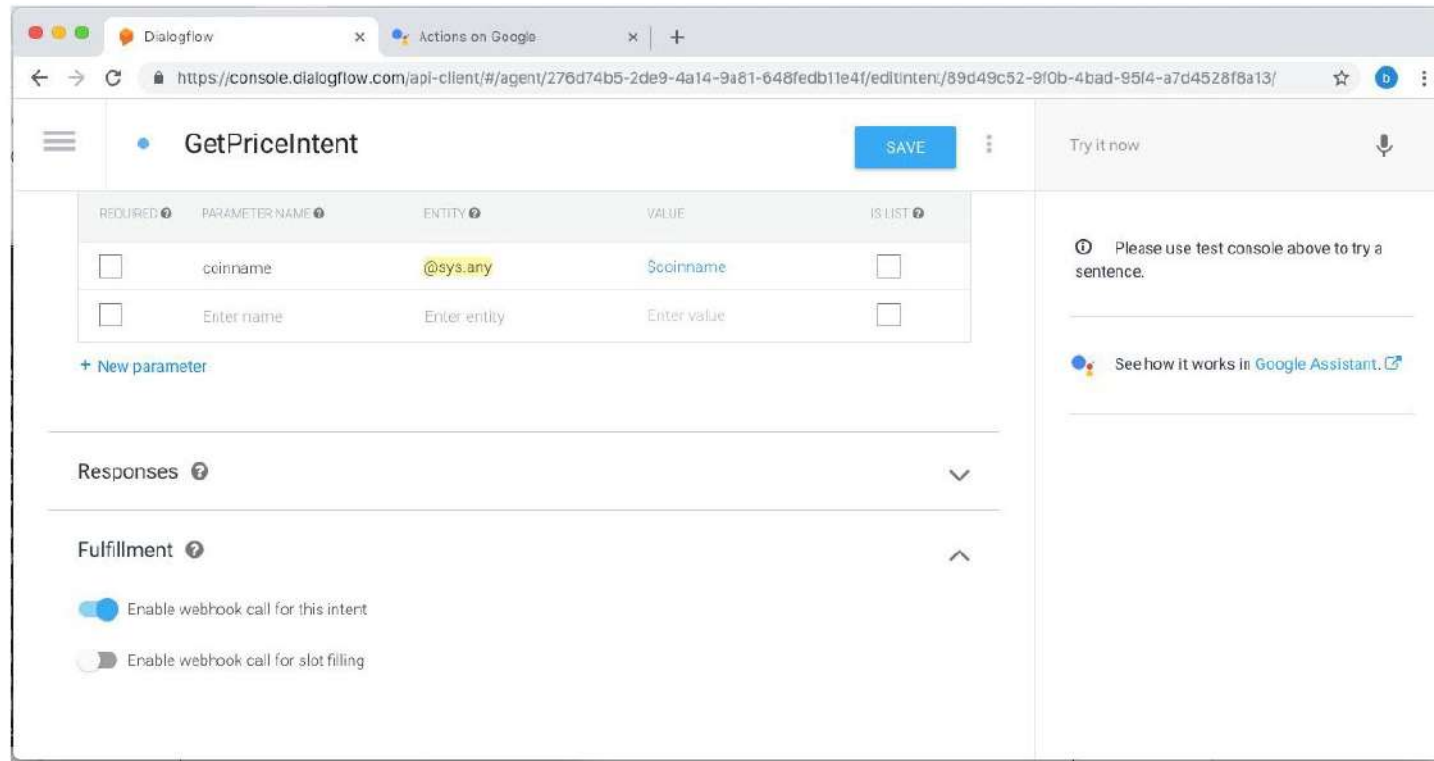 Dialogflow × Actions on Google × +
https://console.dialogflow.com/api-client/#/agent/276d74b5-2de9-4a14-9a81-648fedb11e4f/editIntent/89d49c52-9f0b-4bad-95f4-a7d4528f8a13/ b
GetPriceIntent SAVE Try it now
REQUIRED PARAMETER NAME ENTITY VALUE IS LIST
coinname @sys.any $coinname
Enter name Enter entity Enter value
+ New parameter
Please use test console above to try a
sentence.
See how it works in Google Assistant.
Responses
Fulfillment
Enable webhook call for this intent
Enable webhook call for slot filling